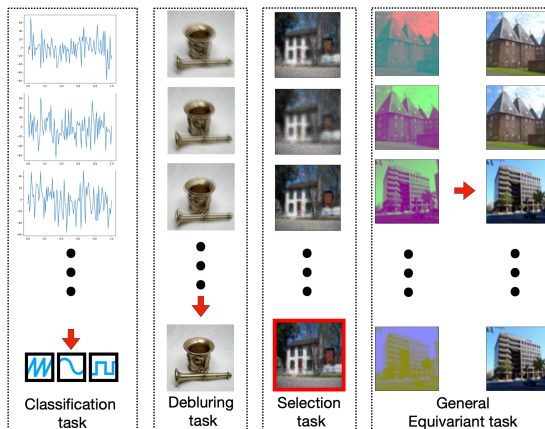 Classification
task
Debluring
task
Selection
task
General
Equivariant task